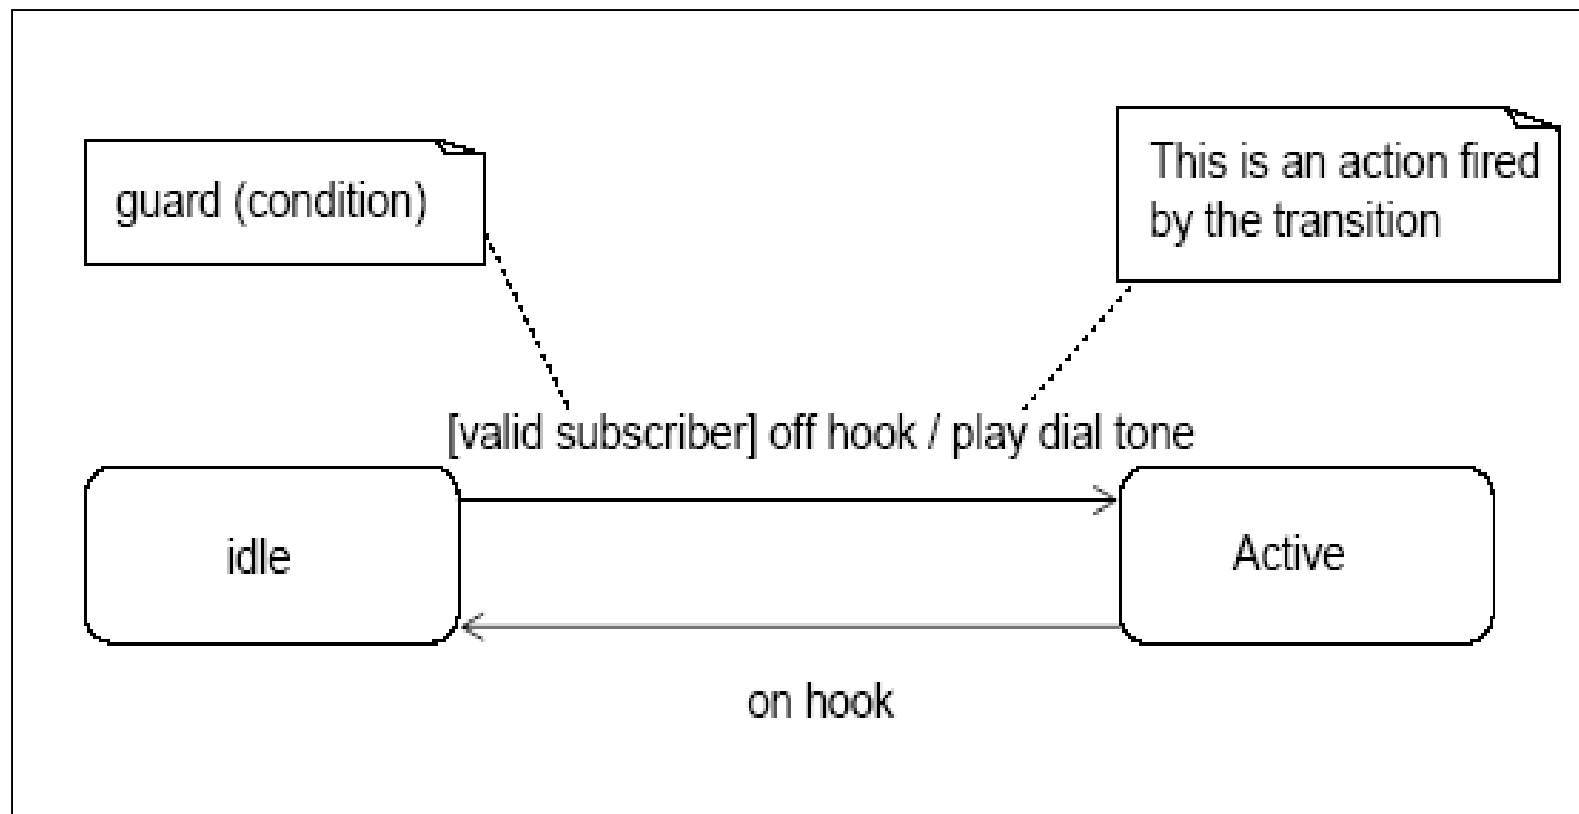 guard (condition)
This is an action fired
by the transition
[valid subscriber] off hook / play dial tone
idle
Active
on hook